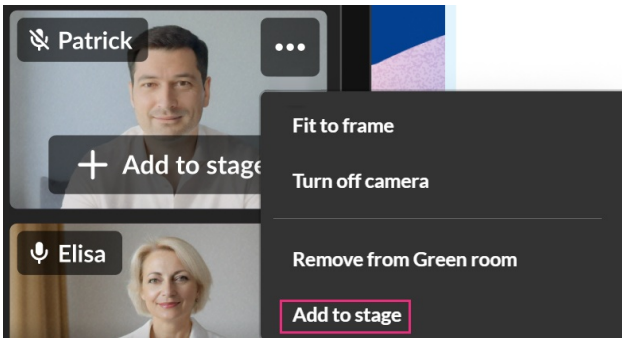 Patrick
Add to stage
Elisa
Fit to frame
Turn off camera
Remove from Green room
Add to stage